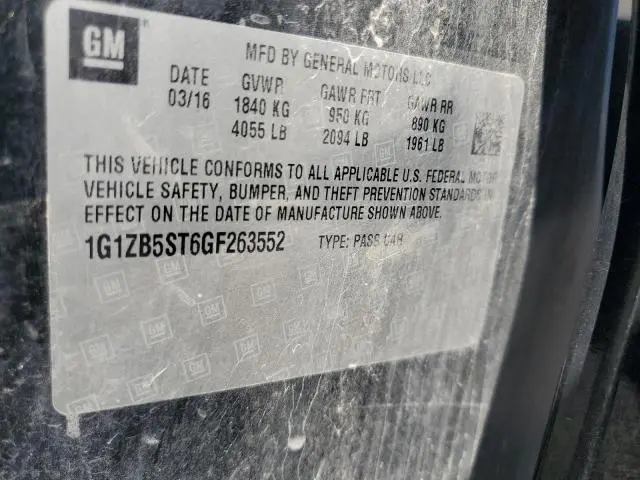 GM
MFD BY GENERAL MOTORS LLC
DATE GVWR GAWR FRT GAWR RR
03/16 1840 KG 950 KG 890 KG
4055 LB 2094 LB 1961 LB
THIS VEHICLE CONFORMS TO ALL APPLICABLE U.S. FEDERAL MOTOR
VEHICLE SAFETY, BUMPER, AND THEFT PREVENTION STANDARDS IN
EFFECT ON THE DATE OF MANUFACTURE SHOWN ABOVE.
1G1ZB5ST6GF263552 TYPE: PASS CAR